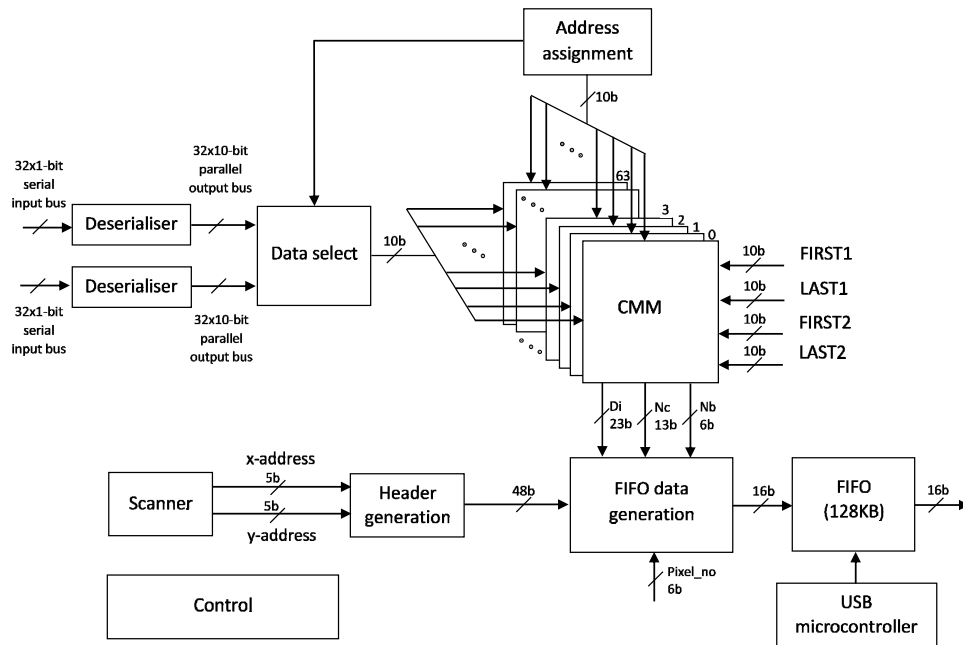 Address
assignment
10b
32x1-bit
serial
input bus
32x10-bit
parallel
output bus
Deserialiser
Data select
10b
Deserialiser
32x1-bit
serial
input bus
32x10-bit
parallel
output bus
63
3
2
1
0
CMM
10b
FIRST1
10b
LAST1
10b
FIRST2
10b
LAST2
Di
23b
Nc
13b
Nb
6b
Scanner
x-address
5b
5b
y-address
Header
generation
48b
FIFO data
generation
16b
FIFO
(128KB)
16b
Pixel_no
6b
Control
USB
microcontroller